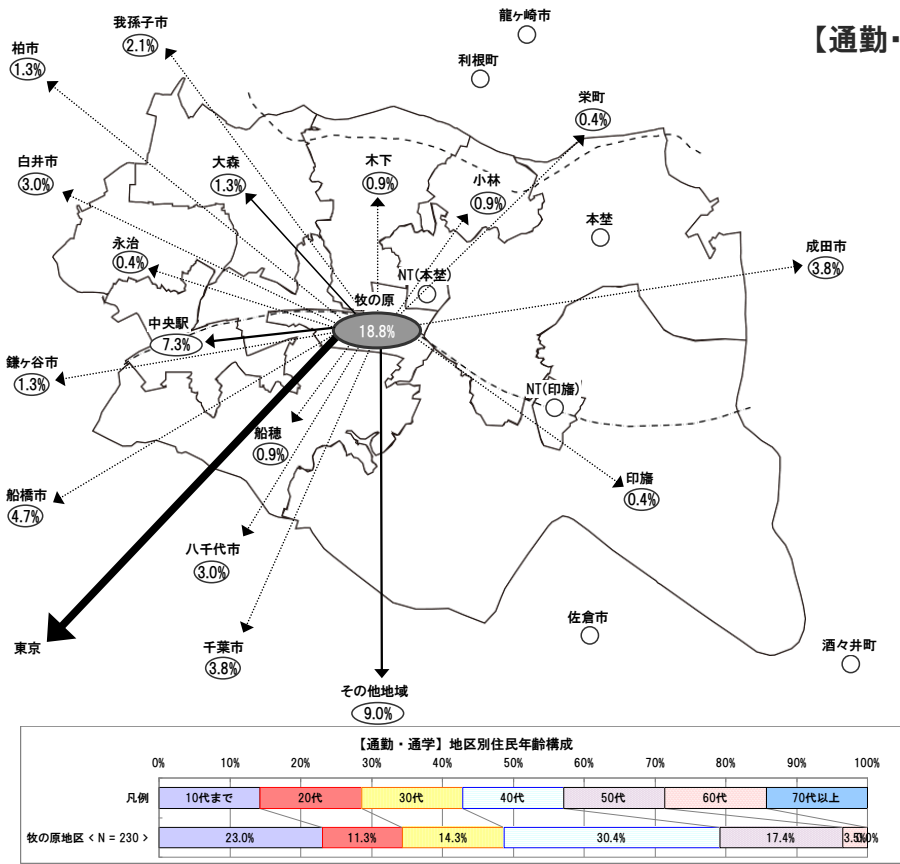 【通勤・
龍ヶ崎市
我孫子市
2.1%
柏市
1.3%
利根町
栄町
0.4%
白井市
3.0%
大森
1.3%
木下
0.9%
小林
0.9%
本埜
永治
0.4%
成田市
3.8%
NT(本埜)
牧の原
18.8%
中央駅
7.3%
鎌ヶ谷市
1.3%
NT(印旛)
船穂
0.9%
船橋市
4.7%
印旛
0.4%
八千代市
3.0%
東京
千葉市
3.8%
佐倉市
酒々井町
その他地域
9.0%
【通勤・通学】地区別住民年齢構成
0% 10% 20% 30% 40% 50% 60% 70% 80% 90% 100%
凡例 10代まで 20代 30代 40代 50代 60代 70代以上
牧の原地区 < N = 230 > 23.0% 11.3% 14.3% 30.4% 17.4% 3.5% 0.0%